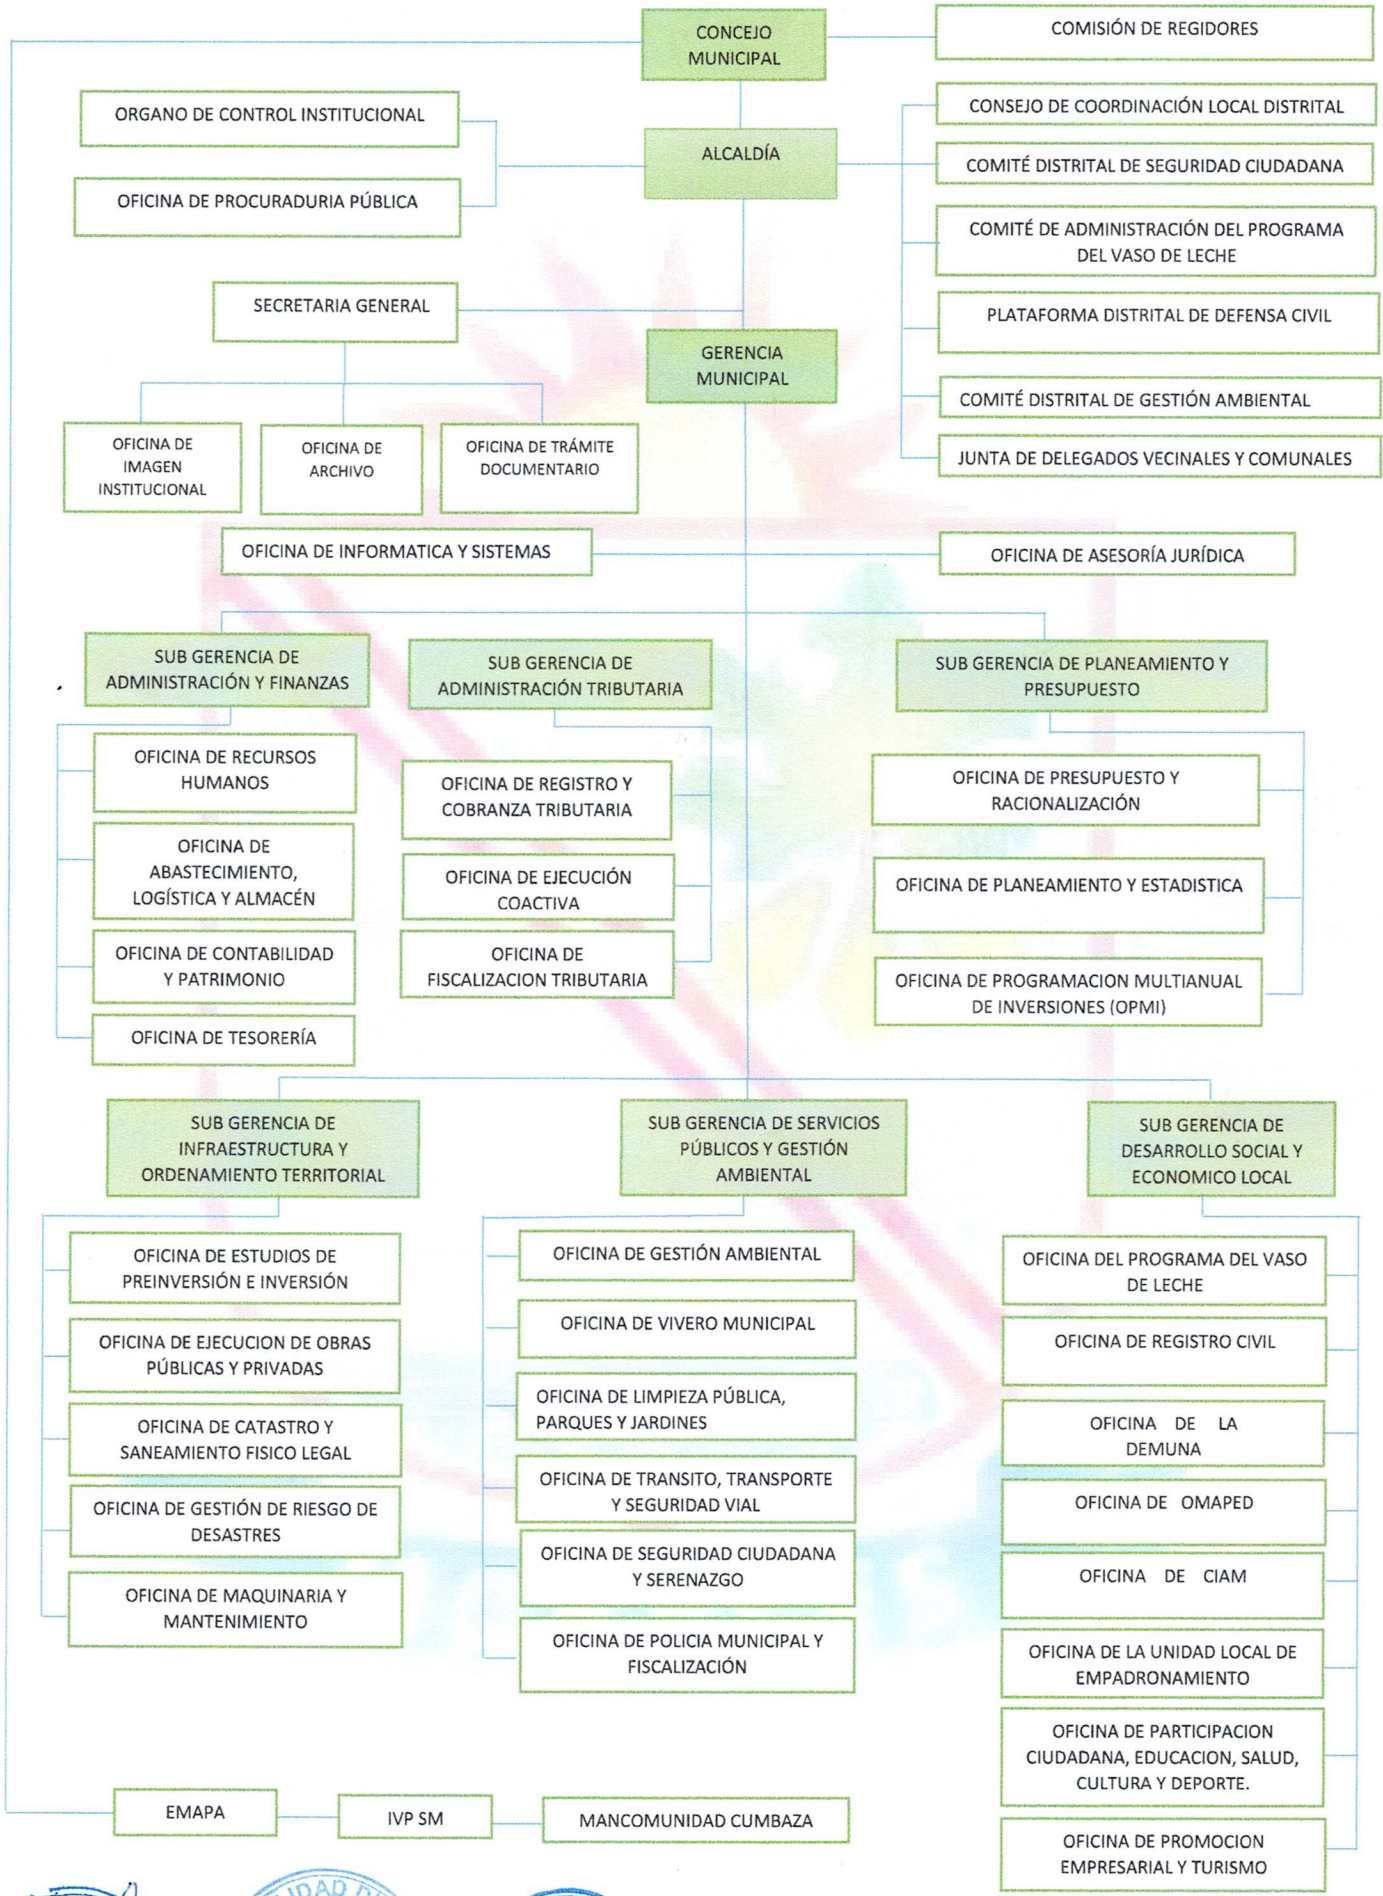 CONCEJO
MUNICIPAL
COMISIÓN DE REGIDORES
ORGANO DE CONTROL INSTITUCIONAL
OFICINA DE PROCURADURIA PÚBLICA
ALCALDÍA
CONSEJO DE COORDINACIÓN LOCAL DISTRITAL
COMITÉ DISTRITAL DE SEGURIDAD CIUDADANA
COMITÉ DE ADMINISTRACIÓN DEL PROGRAMA
DEL VASO DE LECHE
PLATAFORMA DISTRITAL DE DEFENSA CIVIL
COMITÉ DISTRITAL DE GESTIÓN AMBIENTAL
JUNTA DE DELEGADOS VECINALES Y COMUNALES
SECRETARIA GENERAL
GERENCIA
MUNICIPAL
OFICINA DE
IMAGEN
INSTITUCIONAL
OFICINA DE
ARCHIVO
OFICINA DE TRÁMITE
DOCUMENTARIO
OFICINA DE INFORMATICA Y SISTEMAS
OFICINA DE ASESORÍA JURÍDICA
SUB GERENCIA DE
ADMINISTRACIÓN Y FINANZAS
OFICINA DE RECURSOS
HUMANOS
OFICINA DE
ABASTECIMIENTO,
LOGÍSTICA Y ALMACÉN
OFICINA DE CONTABILIDAD
Y PATRIMONIO
OFICINA DE TESORERÍA
SUB GERENCIA DE
ADMINISTRACIÓN TRIBUTARIA
OFICINA DE REGISTRO Y
COBRANZA TRIBUTARIA
OFICINA DE EJECUCIÓN
COACTIVA
OFICINA DE
FISCALIZACION TRIBUTARIA
SUB GERENCIA DE PLANEAMIENTO Y
PRESUPUESTO
OFICINA DE PRESUPUESTO Y
RACIONALIZACIÓN
OFICINA DE PLANEAMIENTO Y ESTADISTICA
OFICINA DE PROGRAMACION MULTIANUAL
DE INVERSIONES (OPMI)
SUB GERENCIA DE
INFRAESTRUCTURA Y
ORDENAMIENTO TERRITORIAL
OFICINA DE ESTUDIOS DE
PREINVERSIÓN E INVERSIÓN
OFICINA DE EJECUCION DE OBRAS
PÚBLICAS Y PRIVADAS
OFICINA DE CATASTRO Y
SANEAMIENTO FISICO LEGAL
OFICINA DE GESTIÓN DE RIESGO DE
DESASTRES
OFICINA DE MAQUINARIA Y
MANTENIMIENTO
SUB GERENCIA DE SERVICIOS
PÚBLICOS Y GESTIÓN
AMBIENTAL
OFICINA DE GESTIÓN AMBIENTAL
OFICINA DE VIVERO MUNICIPAL
OFICINA DE LIMPIEZA PÚBLICA,
PARQUES Y JARDINES
OFICINA DE TRANSITO, TRANSPORTE
Y SEGURIDAD VIAL
OFICINA DE SEGURIDAD CIUDADANA
Y SERENAZGO
OFICINA DE POLICIA MUNICIPAL Y
FISCALIZACIÓN
SUB GERENCIA DE
DESARROLLO SOCIAL Y
ECONOMICO LOCAL
OFICINA DEL PROGRAMA DEL VASO
DE LECHE
OFICINA DE REGISTRO CIVIL
OFICINA DE LA
DEMUNA
OFICINA DE OMAPED
OFICINA DE CIAM
OFICINA DE LA UNIDAD LOCAL DE
EMPADRONAMIENTO
OFICINA DE PARTICIPACION
CIUDADANA, EDUCACION, SALUD,
CULTURA Y DEPORTE.
OFICINA DE PROMOCION
EMPRESARIAL Y TURISMO
EMAPA
IVP SM
MANCOMUNIDAD CUMBAZA